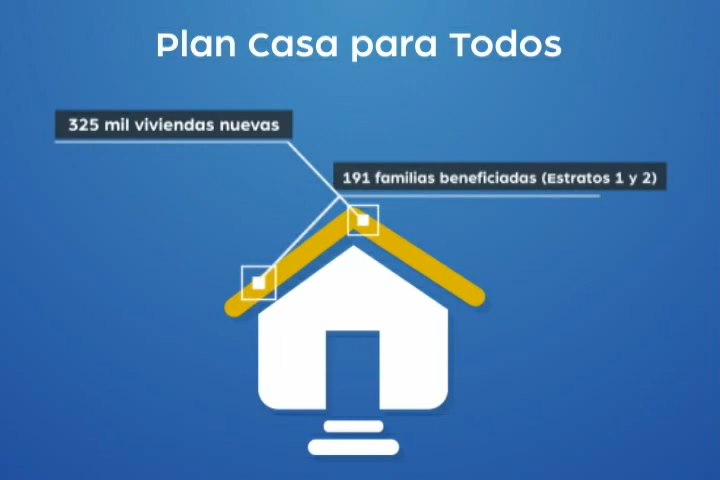 Plan Casa para Todos
325 mil viviendas nuevas
191 familias beneficiadas (Estratos 1 y 2)